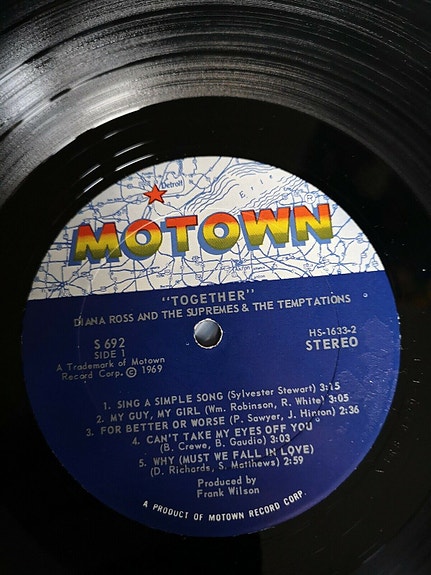 Detroit
Erie
MOTOWN
"TOGETHER"
DIANA ROSS AND THE SUPREMES & THE TEMPTATIONS
S 692
SIDE 1
HS-1633-2
STEREO
A Trademark of Motown
Record Corp. © 1969
1. SING A SIMPLE SONG (Sylvester Stewart) 3:15
2. MY GUY, MY GIRL (Wm. Robinson, R. White) 3:05
3. FOR BETTER OR WORSE (P. Sawyer, J. Hinton) 2:36
4. CAN'T TAKE MY EYES OFF YOU
(B. Crewe, B. Gaudio) 3:03
5. WHY (MUST WE FALL IN LOVE)
(D. Richards, S. Matthews) 2:59
Produced by
Frank Wilson
A PRODUCT OF MOTOWN RECORD CORP.